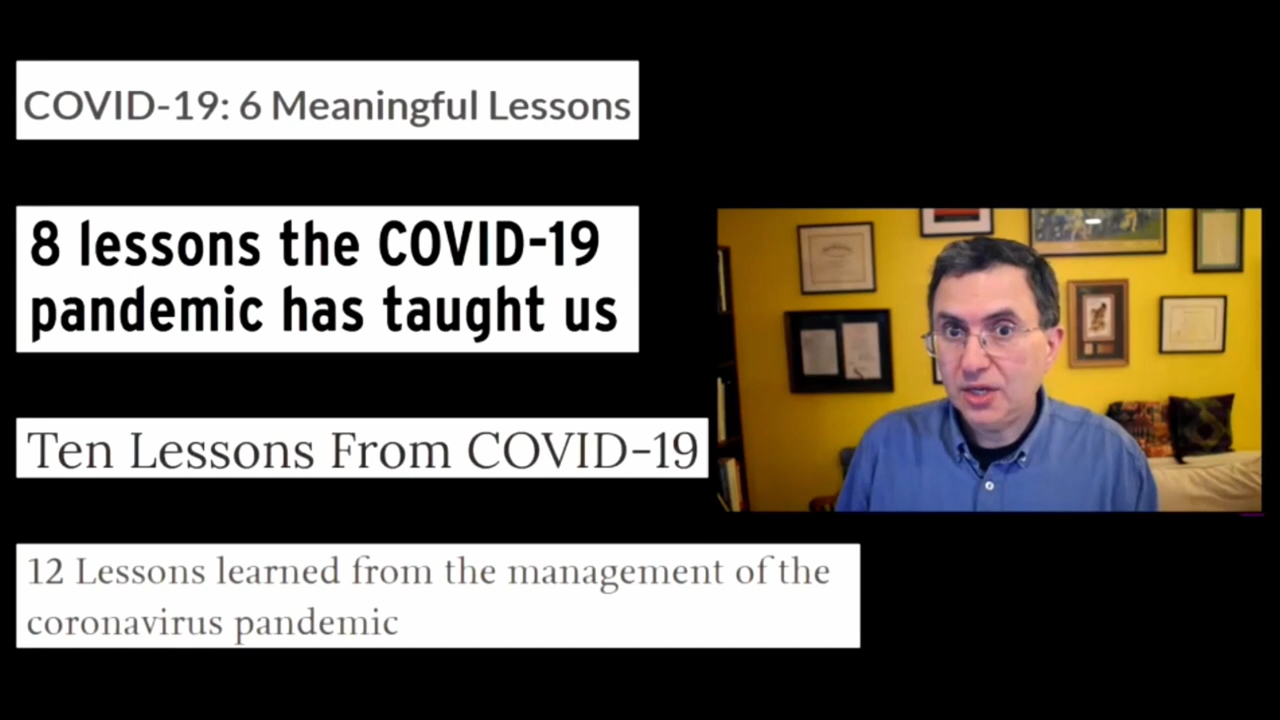 COVID-19: 6 Meaningful Lessons
8 lessons the COVID-19
pandemic has taught us
Ten Lessons From COVID-19
12 Lessons learned from the management of the
coronavirus pandemic